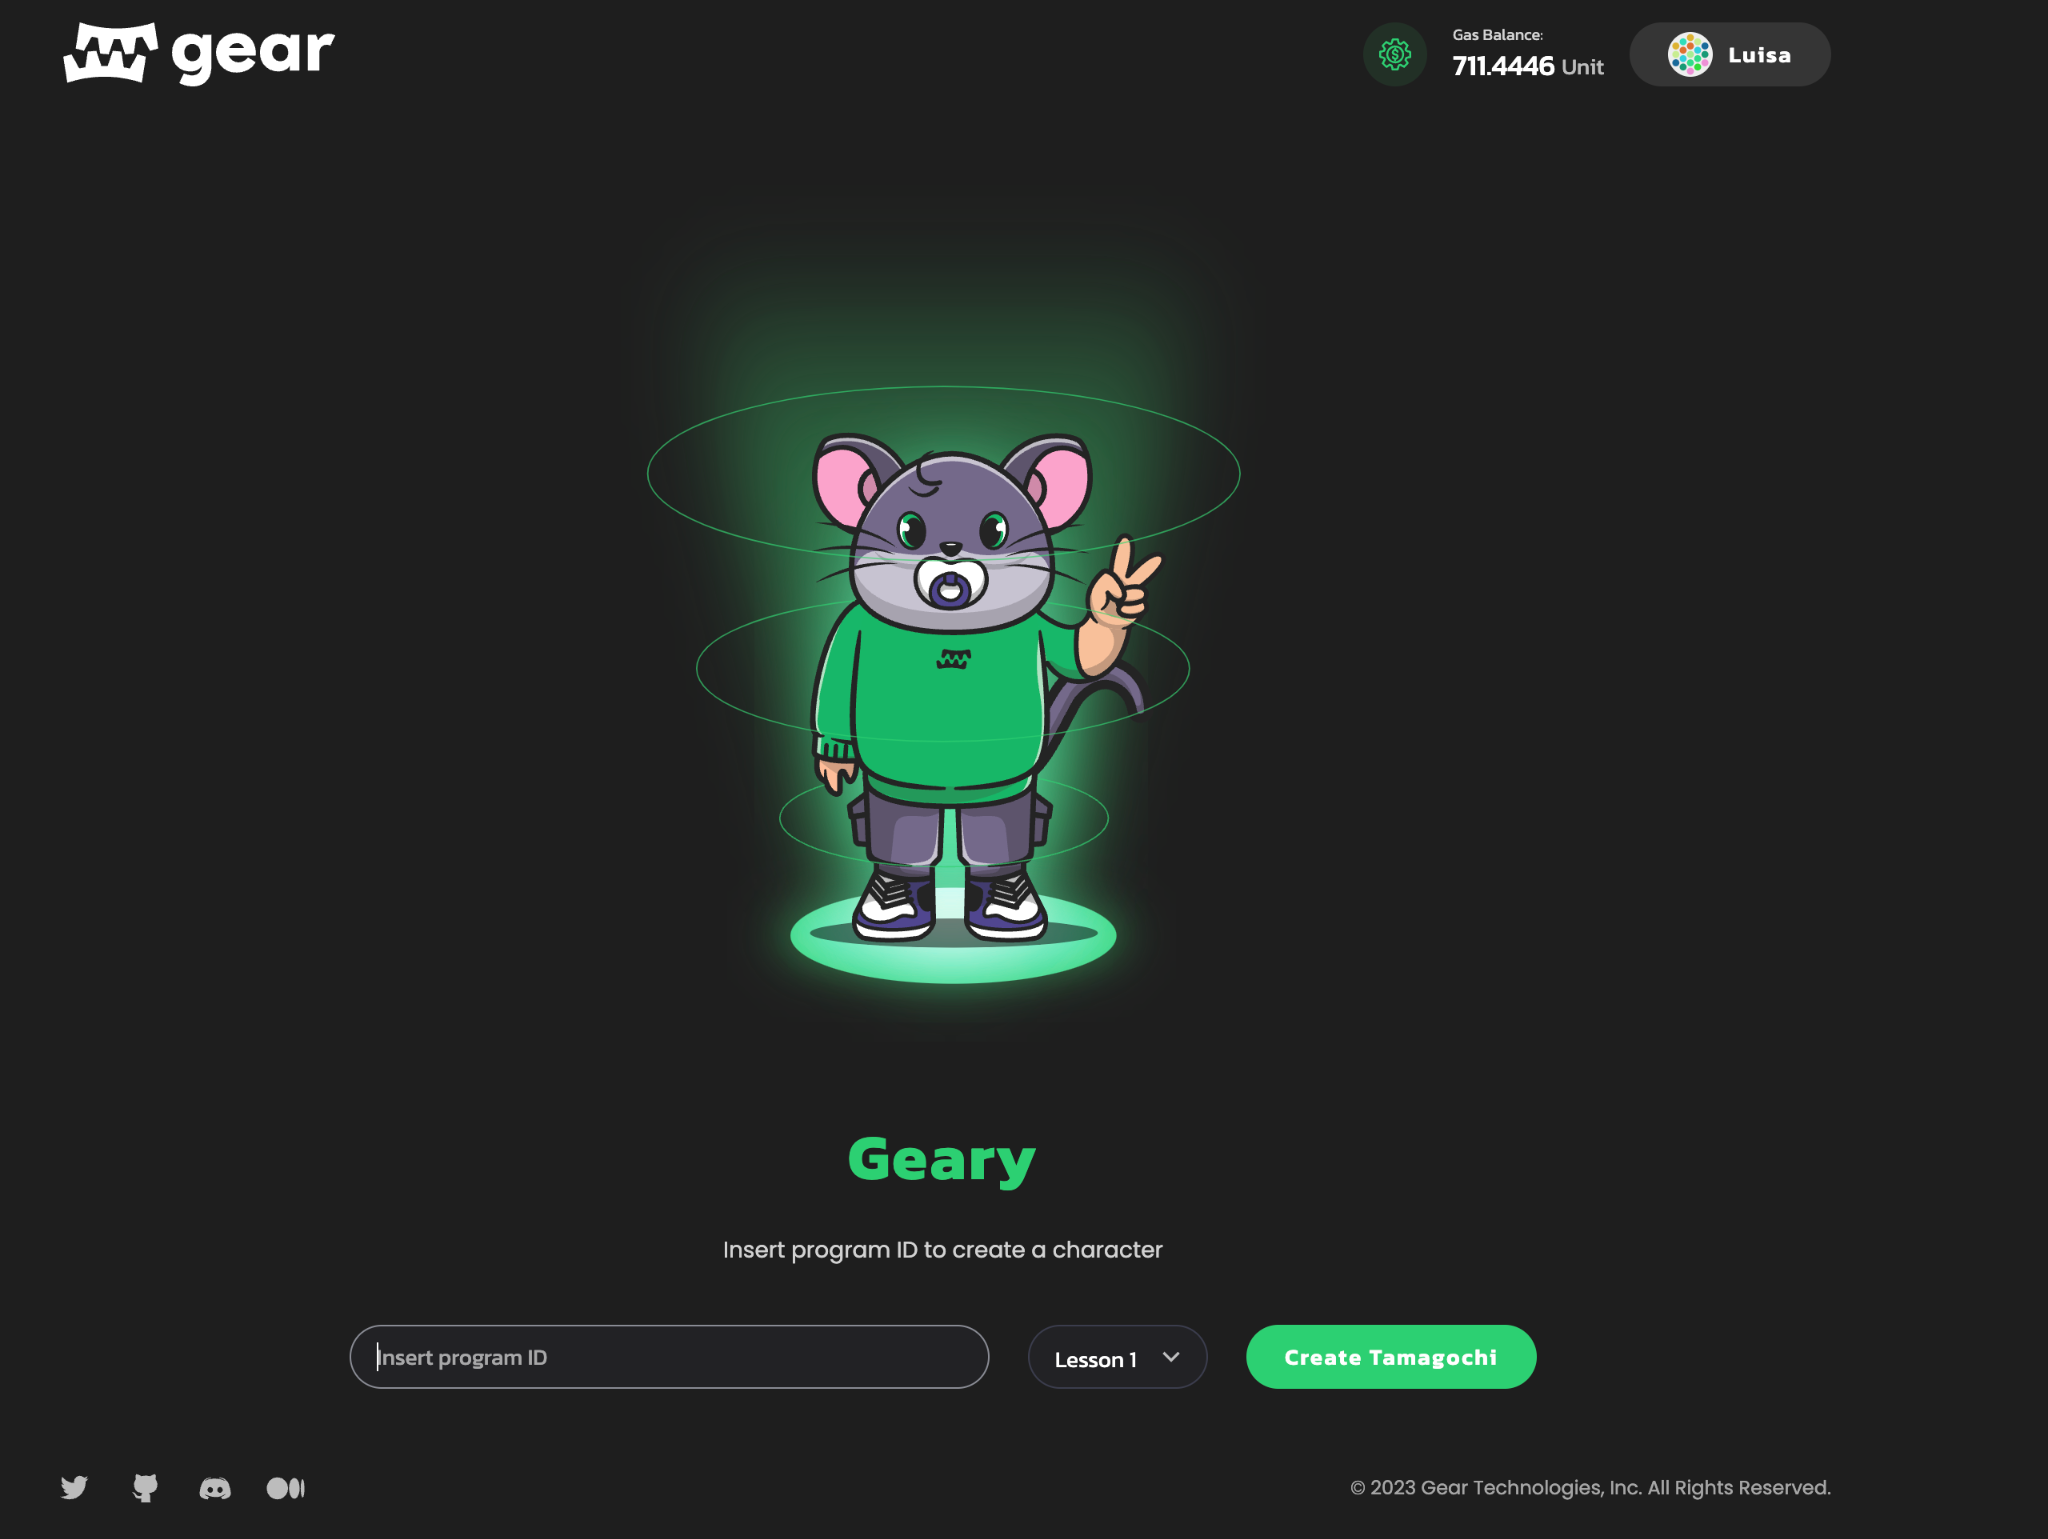 gear
Gas Balance:
711.4446 Unit
Luisa
Geary
Insert program ID to create a character
Insert program ID
Lesson 1
Create Tamagochi
© 2023 Gear Technologies, Inc. All Rights Reserved.